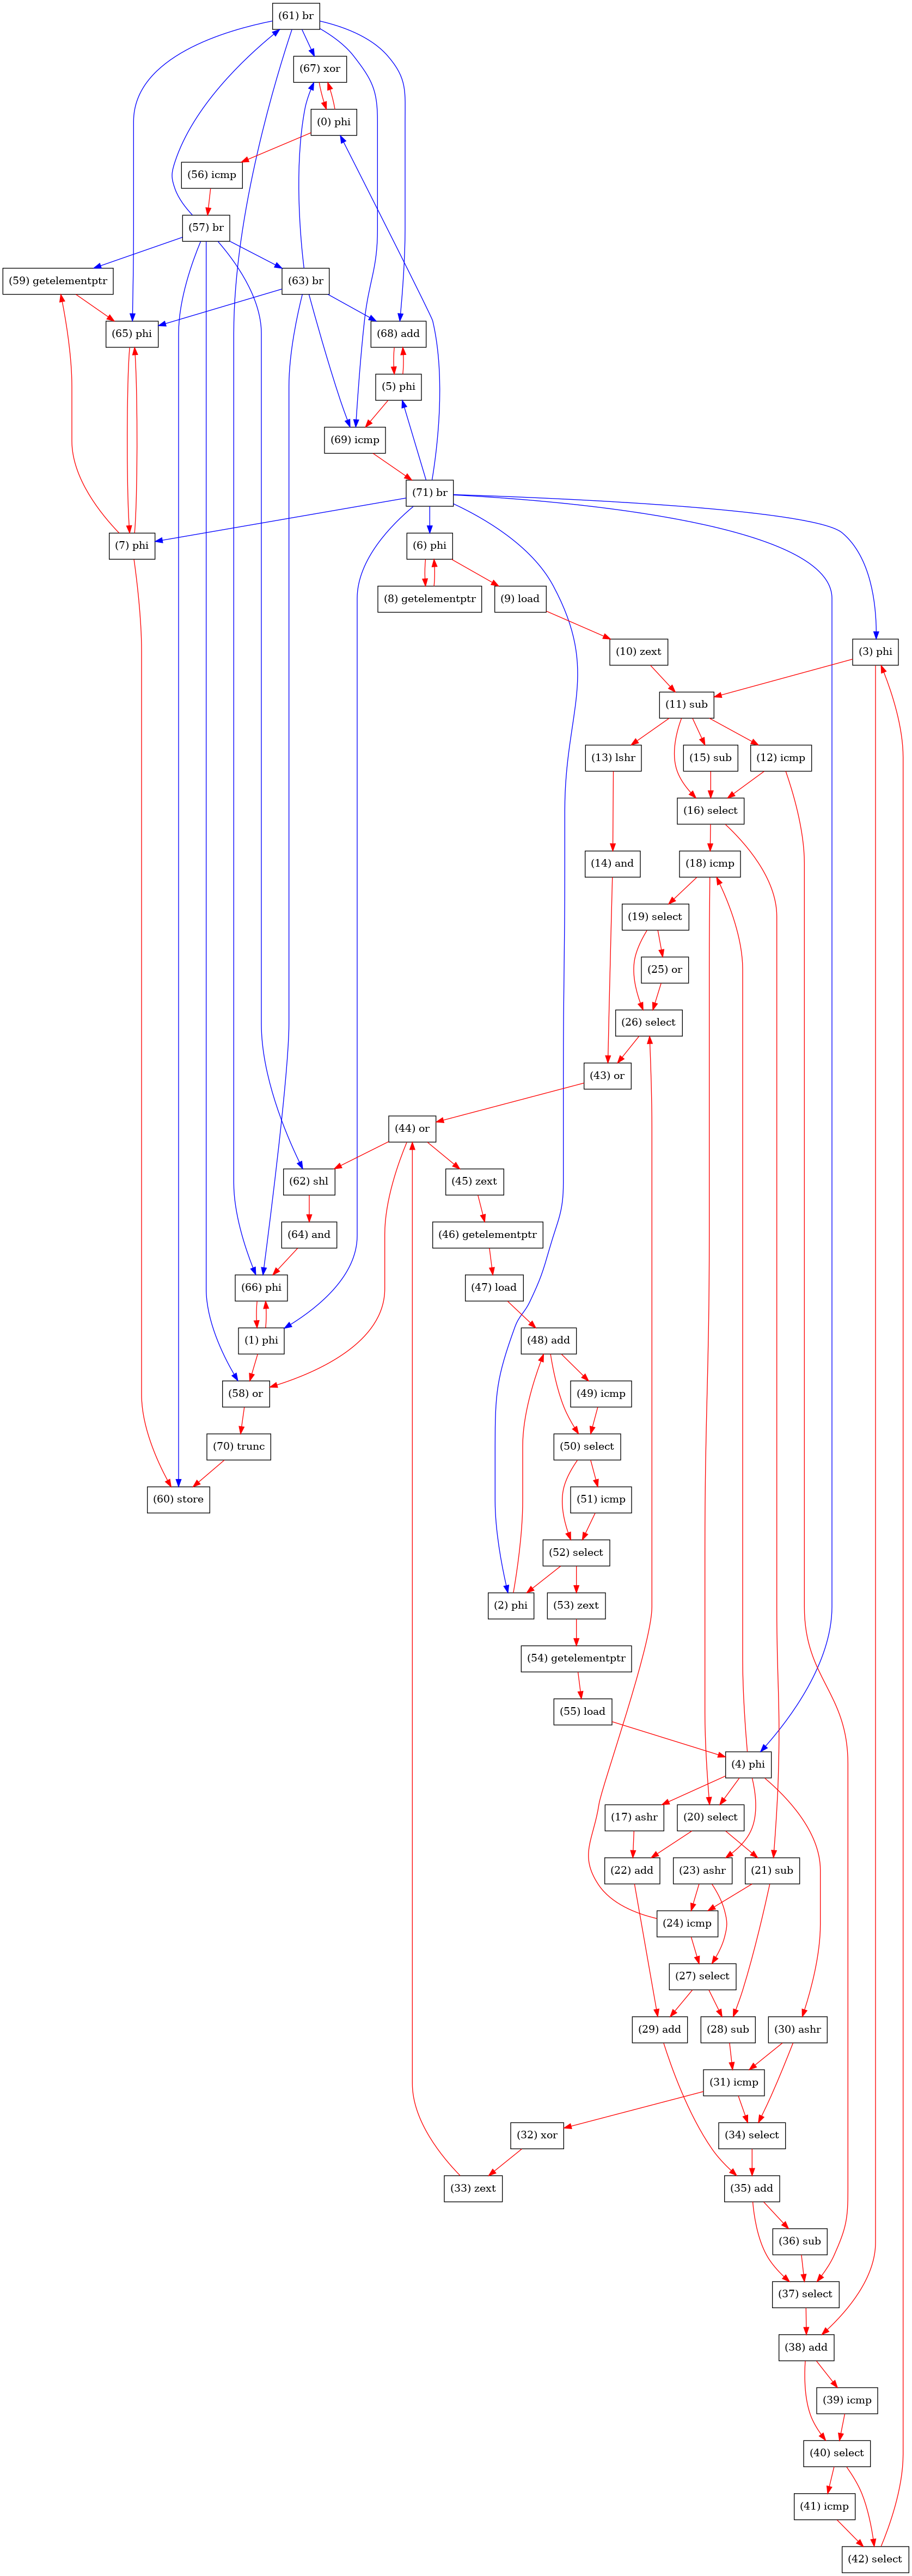 (61) br
(67) xor
(0) phi
(56) icmp
(57) br
(59) getelementptr
(63) br
(65) phi
(68) add
(5) phi
(69) icmp
(71) br
(7) phi
(6) phi
(8) getelementptr
(9) load
(10) zext
(3) phi
(11) sub
(13) lshr
(15) sub
(12) icmp
(16) select
(14) and
(18) icmp
(19) select
(25) or
(26) select
(43) or
(44) or
(62) shl
(45) zext
(64) and
(46) getelementptr
(66) phi
(47) load
(1) phi
(48) add
(58) or
(49) icmp
(70) trunc
(50) select
(60) store
(51) icmp
(52) select
(2) phi
(53) zext
(54) getelementptr
(55) load
(4) phi
(17) ashr
(20) select
(22) add
(23) ashr
(21) sub
(24) icmp
(27) select
(29) add
(28) sub
(30) ashr
(31) icmp
(32) xor
(34) select
(33) zext
(35) add
(36) sub
(37) select
(38) add
(39) icmp
(40) select
(41) icmp
(42) select